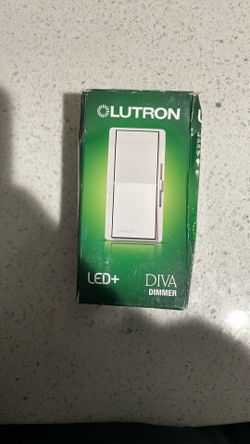 LUTRON
LED+
DIVA
DIMMER